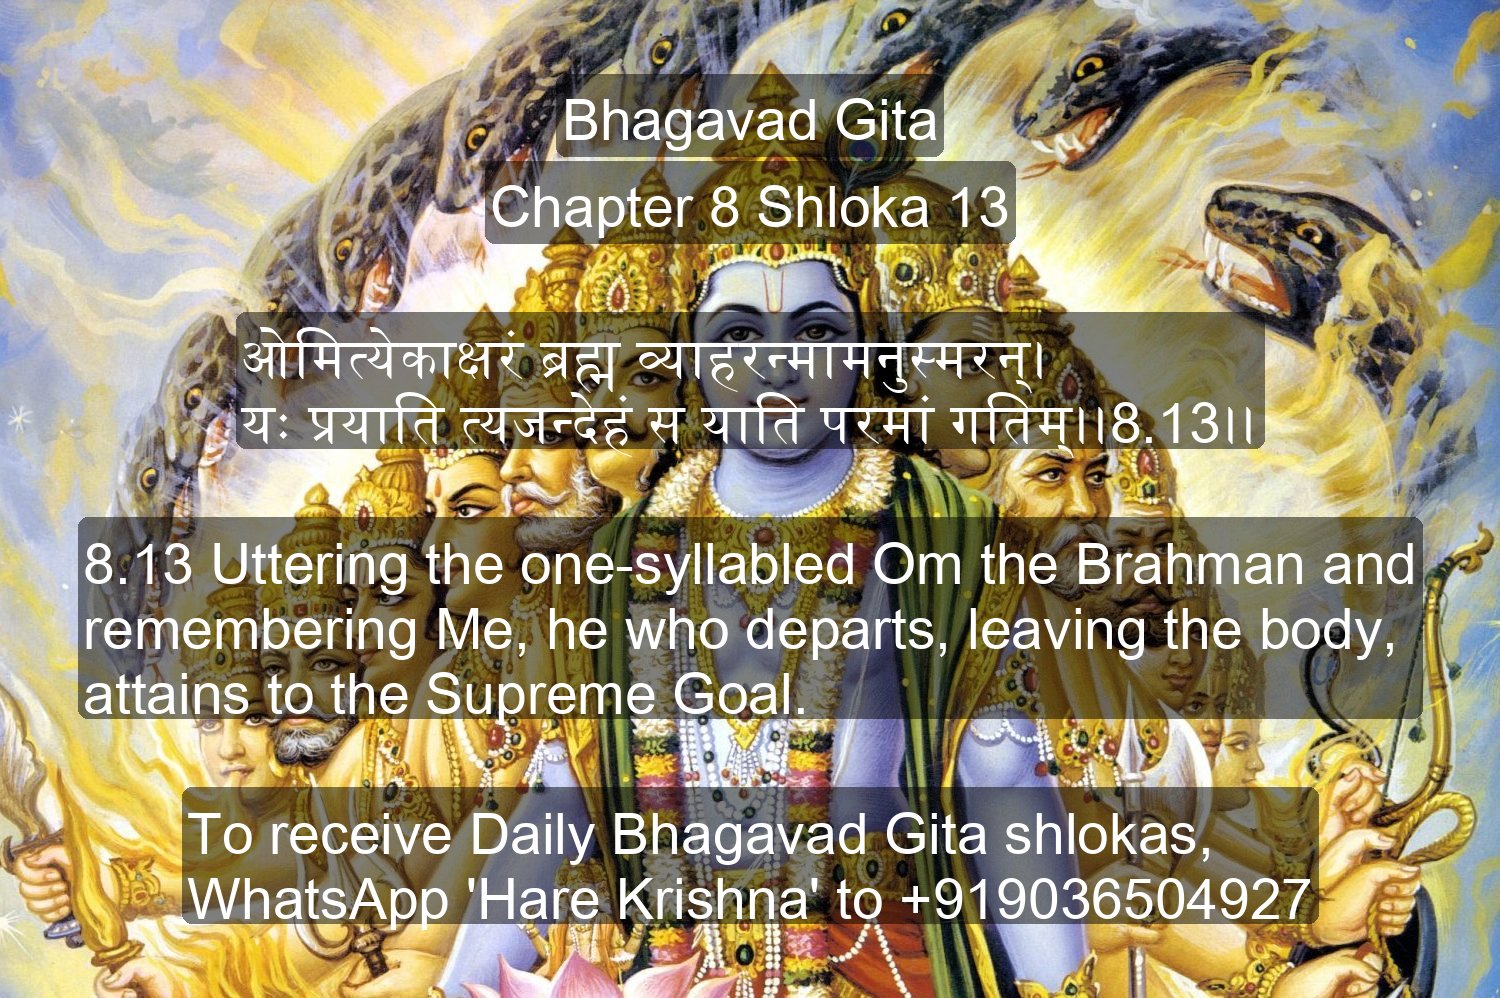 Bhagavad Gita
Chapter 8 Shloka 13
ओमित्येकाक्षरं ब्रह्म व्याहरन्मामनुस्मरन्।
यः प्रयाति त्यजन्देहं स याति परमां गतिम्।।8.13।।
8.13 Uttering the one-syllabled Om the Brahman and
remembering Me, he who departs, leaving the body,
attains to the Supreme Goal.
To receive Daily Bhagavad Gita shlokas,
WhatsApp 'Hare Krishna' to +919036504927